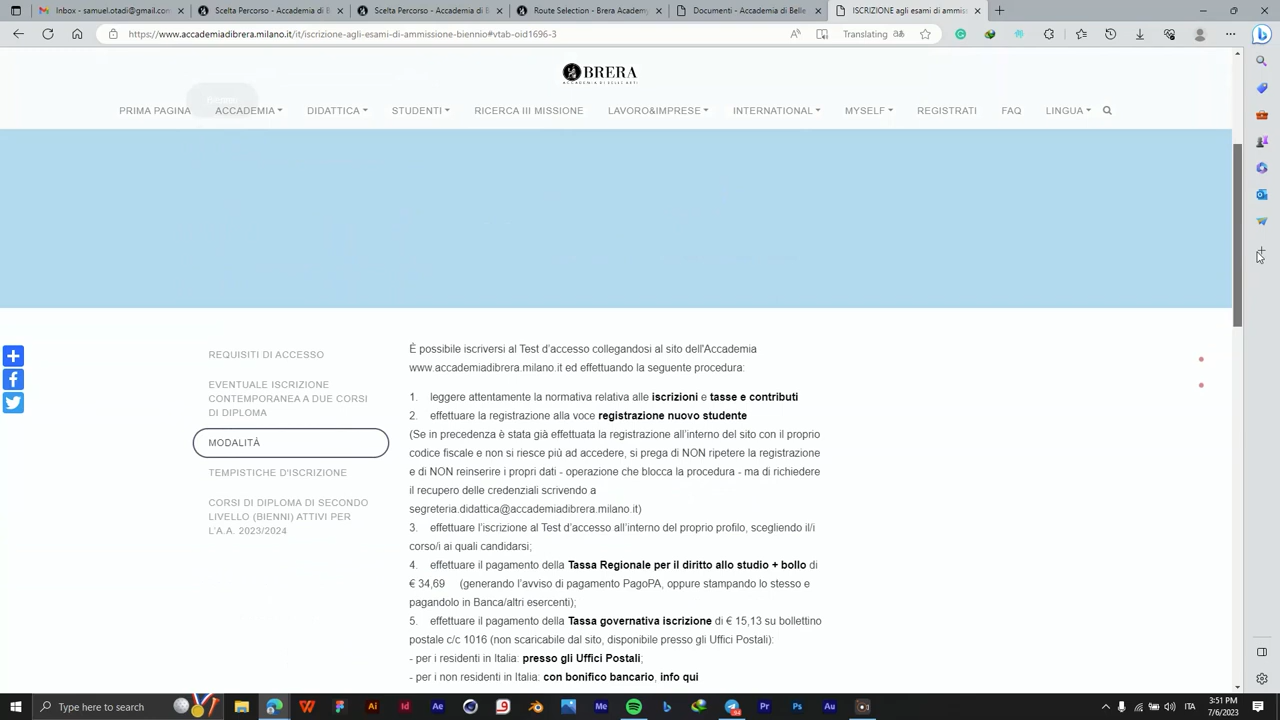 Inbox - samuel.otadi@gmail.com
Scelta Percorso - Accademia di B
Scelta Percorso - Accademia di B
Route Selection - Brera Academy
Documenti - Accademia di Belle
ISCRIZIONE agli esami di ammiss
https://www.accademiadibrera.milano.it/it/iscrizione-agli-esami-di-ammissione-biennio#vtab-oid1696-3
Translating
BRERA
PRIMA PAGINA ACCADEMIA DIDATTICA STUDENTI RICERCA III MISSIONE LAVORO&IMPRESE INTERNATIONAL MYSELF REGISTRATI FAQ LINGUA
REQUISITI DI ACCESSO
EVENTUALE ISCRIZIONE
CONTEMPORANEA A DUE CORSI
DI DIPLOMA
MODALITÀ
TEMPISTICHE D'ISCRIZIONE
CORSI DI DIPLOMA DI SECONDO
LIVELLO (BIENNI) ATTIVI PER
L'A.A. 2023/2024
È possibile iscriversi al Test d'accesso collegandosi al sito dell'Accademia
www.accademiadibrera.milano.it ed effettuando la seguente procedura:
1. leggere attentamente la normativa relativa alle iscrizioni e tasse e contributi
2. effettuare la registrazione alla voce registrazione nuovo studente
(Se in precedenza è stata già effettuata la registrazione all'interno del sito con il proprio
codice fiscale e non si riesce più ad accedere, si prega di NON ripetere la registrazione
e di NON reinserire i propri dati - operazione che blocca la procedura - ma di richiedere
il recupero delle credenziali scrivendo a
segreteria.didattica@accademiadibrera.milano.it)
3. effettuare l'iscrizione al Test d'accesso all'interno del proprio profilo, scegliendo il/i
corso/i ai quali candidarsi;
4. effettuare il pagamento della Tassa Regionale per il diritto allo studio + bollo di
€ 34,69 (generando l'avviso di pagamento PagoPA, oppure stampando lo stesso e
pagandolo in Banca/altri esercenti);
5. effettuare il pagamento della Tassa governativa iscrizione di € 15,13 su bollettino
postale c/c 1016 (non scaricabile dal sito, disponibile presso gli Uffici Postali):
- per i residenti in Italia: presso gli Uffici Postali;
- per i non residenti in Italia: con bonifico bancario, info qui
Type here to search
Ai Id Ae Me Pr Ps Au
ITA
3:51 PM
7/6/2023